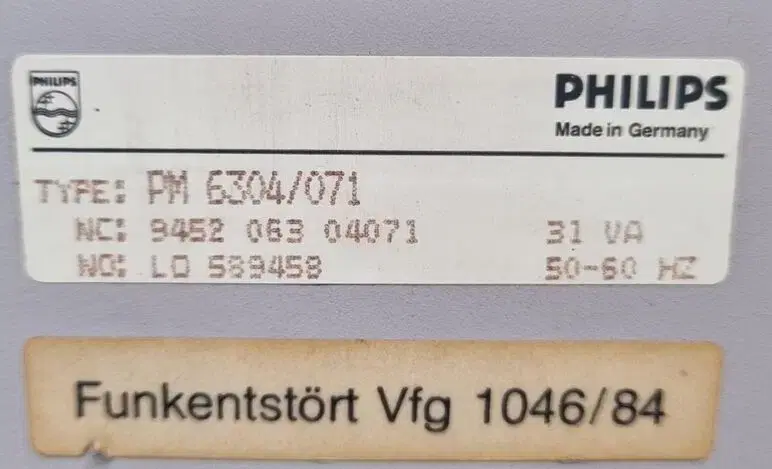 PHILIPS
PHILIPS
Made in Germany
TYPE: PM 6304/071
NC: 9452 063 04071 31 VA
NO: LO 589458 50-60 HZ
Funkentstört Vfg 1046/84